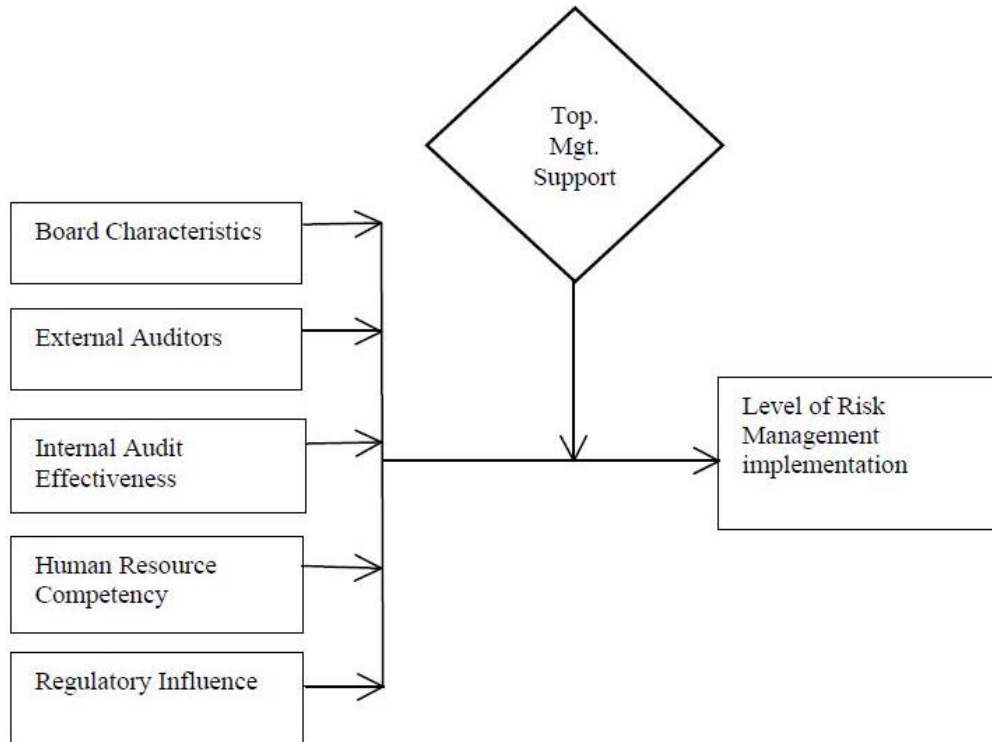 Top.
Mgt.
Support
Board Characteristics
External Auditors
Internal Audit
Effectiveness
Human Resource
Competency
Regulatory Influence
Level of Risk
Management
implementation